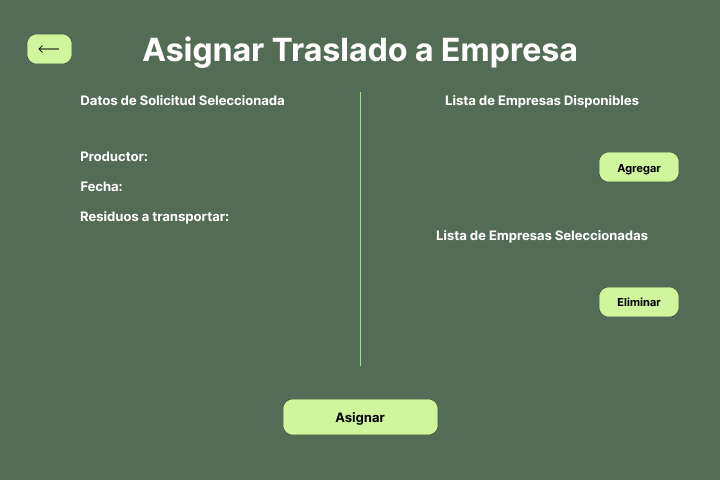 Asignar Traslado a Empresa
Datos de Solicitud Seleccionada
Productor:
Fecha:
Residuos a transportar:
Lista de Empresas Disponibles
Agregar
Lista de Empresas Seleccionadas
Eliminar
Asignar